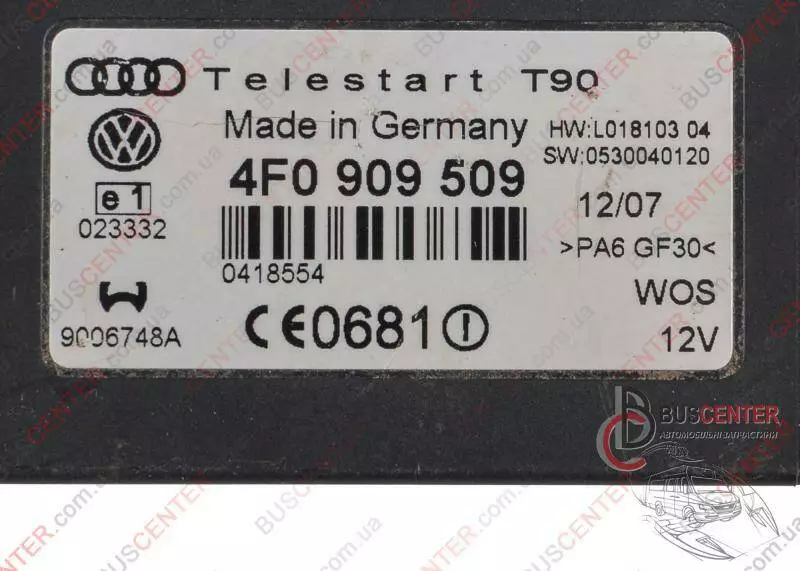 Telestart T90
Made in Germany
HW:L018103 04
SW:0530040120
4F0 909 509
e1
023332
12/07
>PA6 GF30<
0418554
WOS
9006748A
CE0681
12V
BUSCENTER
АВТОМОБІЛЬНІ ЗАПЧАСТИНИ
BUSCENTER.com.ua